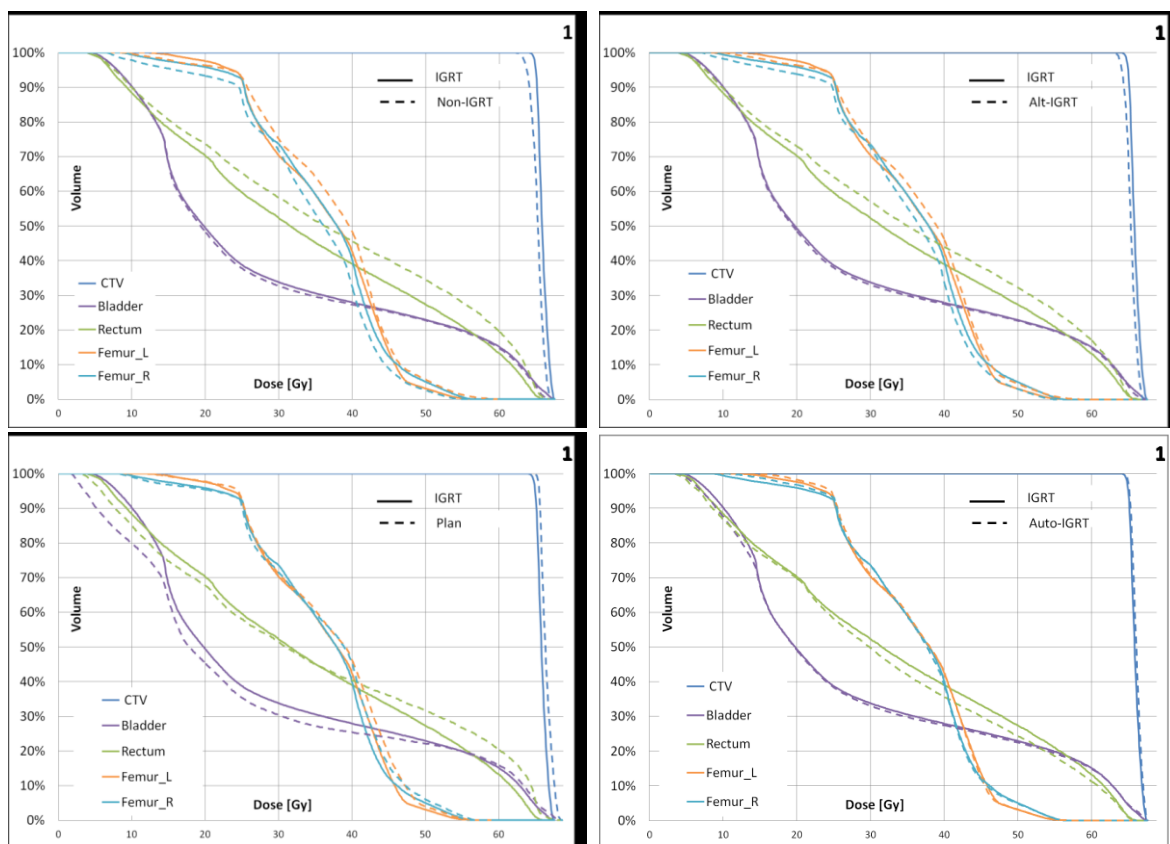 1
100%
90%
80%
70%
60%
50%
40%
30%
20%
10%
0%
Volume
IGRT
Non-IGRT
CTV
Bladder
Rectum
Femur_L
Femur_R
Dose [Gy]
0 10 20 30 40 50 60
1
100%
90%
80%
70%
60%
50%
40%
30%
20%
10%
0%
Volume
IGRT
Alt-IGRT
CTV
Bladder
Rectum
Femur_L
Femur_R
Dose [Gy]
0 10 20 30 40 50 60
1
100%
90%
80%
70%
60%
50%
40%
30%
20%
10%
0%
Volume
IGRT
Plan
CTV
Bladder
Rectum
Femur_L
Femur_R
Dose [Gy]
0 10 20 30 40 50 60
1
100%
90%
80%
70%
60%
50%
40%
30%
20%
10%
0%
Volume
IGRT
Auto-IGRT
CTV
Bladder
Rectum
Femur_L
Femur_R
Dose [Gy]
0 10 20 30 40 50 60